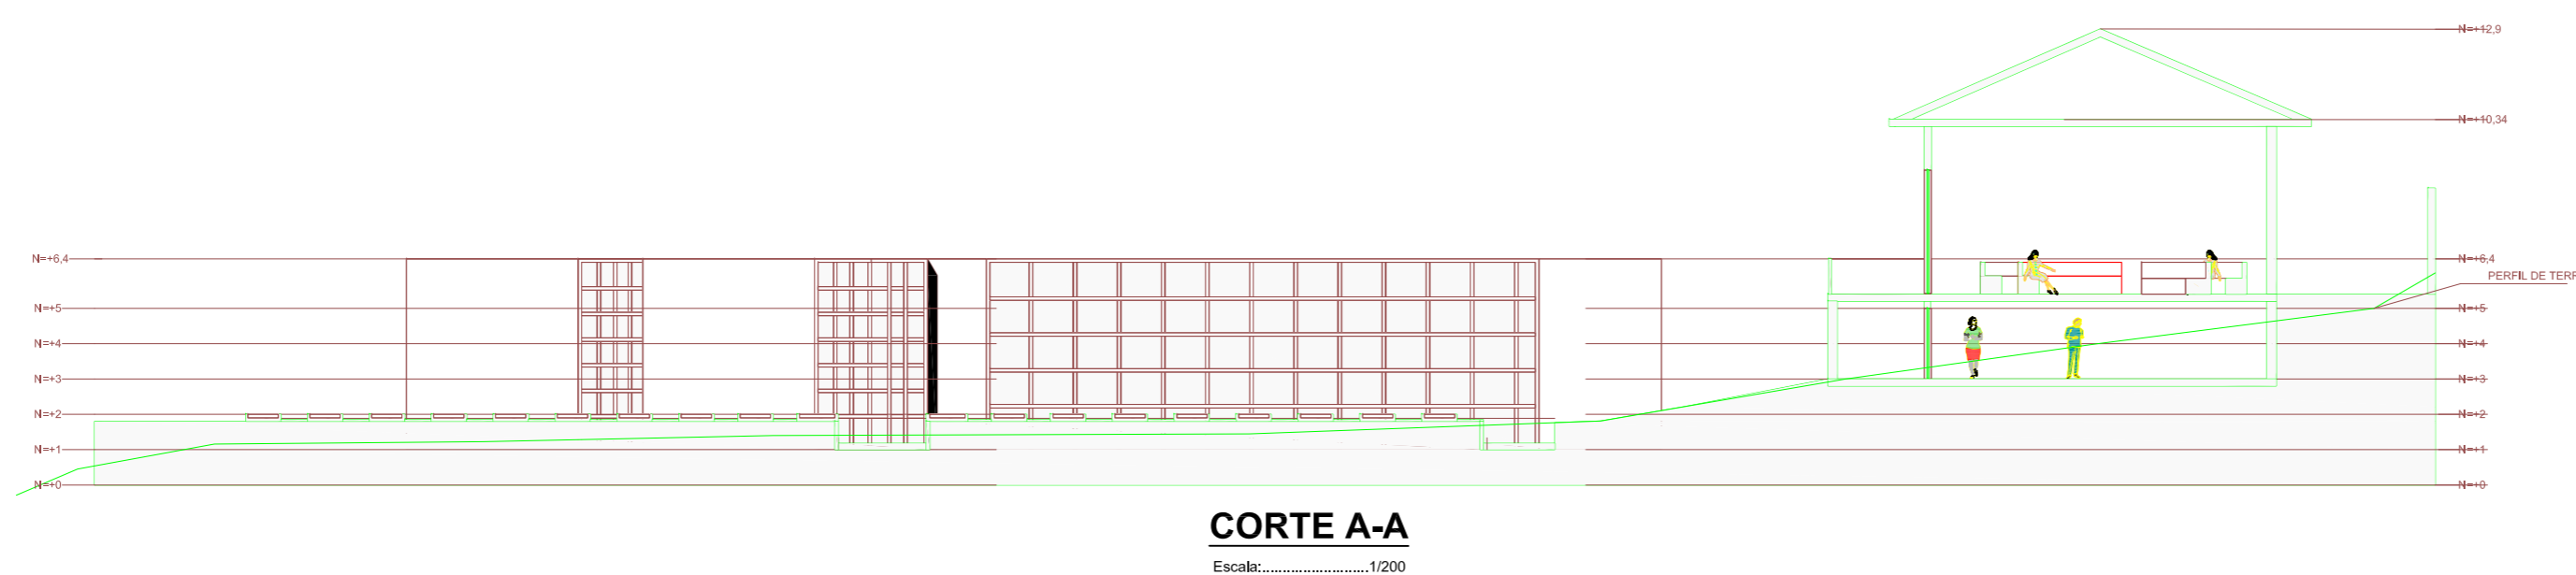 N=+12,9
N=+10,34
N=+6,4
N=+6,4
PERFIL DE TERR
N=+5
N=+5
N=+4
N=+4
N=+3
N=+3
N=+2
N=+2
N=+1
N=+1
N=+0
N=+0
CORTE A-A
Escala:..........................1/200